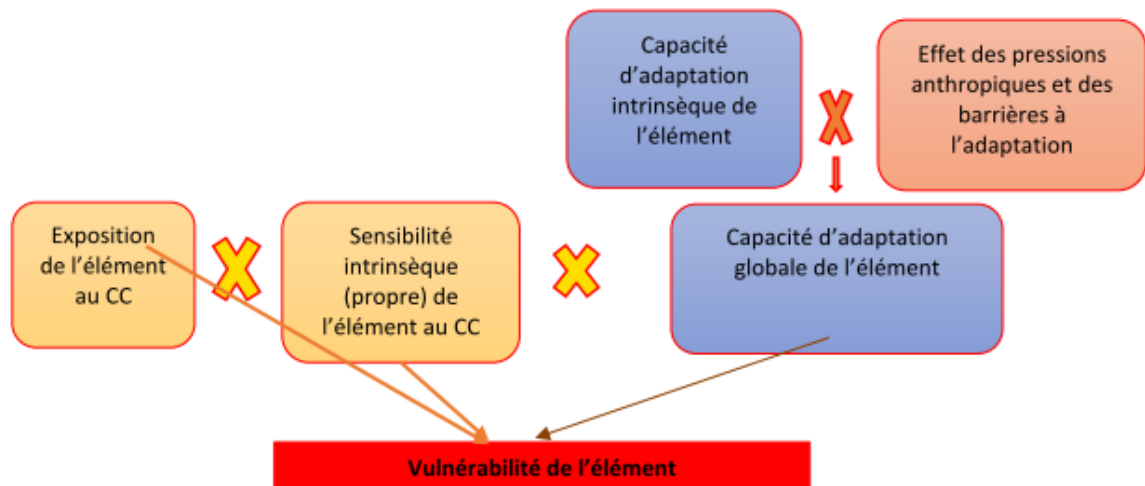 Capacité
d’adaptation
intrinsèque de
l’élément
Effet des pressions
anthropiques et des
barrières à
l’adaptation
Exposition
de l’élément
au CC
Sensibilité
intrinsèque
(propre) de
l’élément au CC
Capacité d’adaptation
globale de l’élément
Vulnérabilité de l’élément